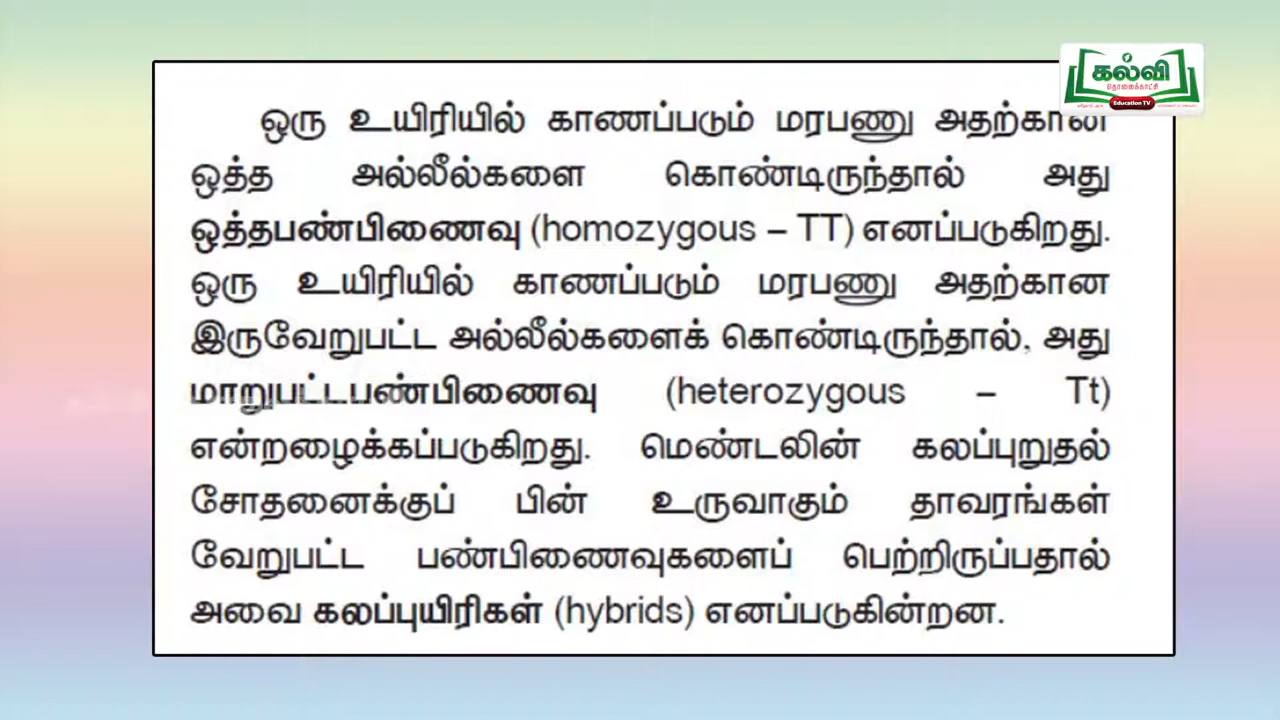 கல்வி
தொலைக்காட்சி
Education TV
ஒரு உயிரியில் காணப்படும் மரபணு அதற்கான
ஒத்த அல்லீல்களை கொண்டிருந்தால் அது
ஒத்தபண்பிணைவு (homozygous – TT) எனப்படுகிறது.
ஒரு உயிரியில் காணப்படும் மரபணு அதற்கான
இருவேறுபட்ட அல்லீல்களைக் கொண்டிருந்தால், அது
மாறுபட்டபண்பிணைவு (heterozygous – Tt)
என்றழைக்கப்படுகிறது. மெண்டலின் கலப்புறுதல்
சோதனைக்குப் பின் உருவாகும் தாவரங்கள்
வேறுபட்ட பண்பிணைவுகளைப் பெற்றிருப்பதால்
அவை கலப்புயிரிகள் (hybrids) எனப்படுகின்றன.